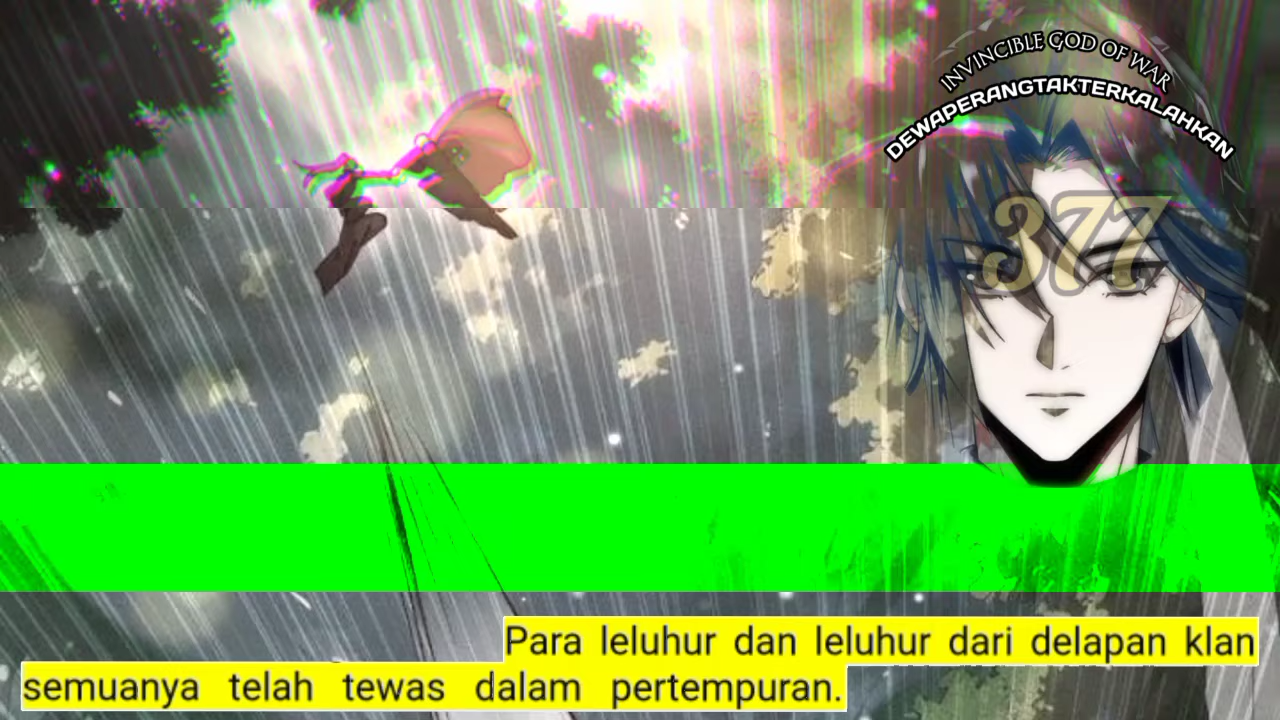 INVINCIBLE GOD OF WAR
DEWAPERANGTAKTERKALAHKAN
377
Para leluhur dan leluhur dari delapan klan
semuanya telah tewas dalam pertempuran.